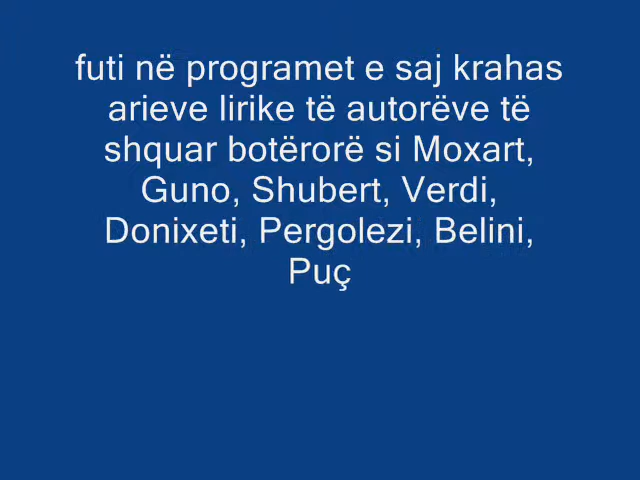 futi në programet e saj krahas
arieve lirike të autorëve të
shquar botërorë si Moxart,
Guno, Shubert, Verdi,
Donixeti, Pergolezi, Belini,
Puç